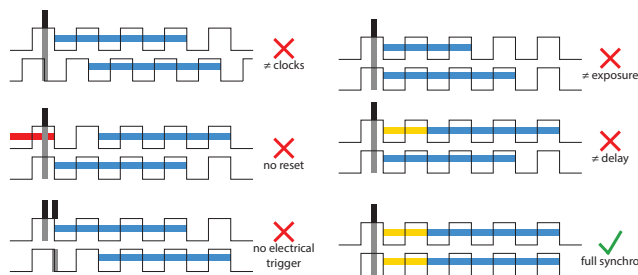 ≠ clocks
no reset
no electrical
trigger
≠ exposure
≠ delay
full synchro